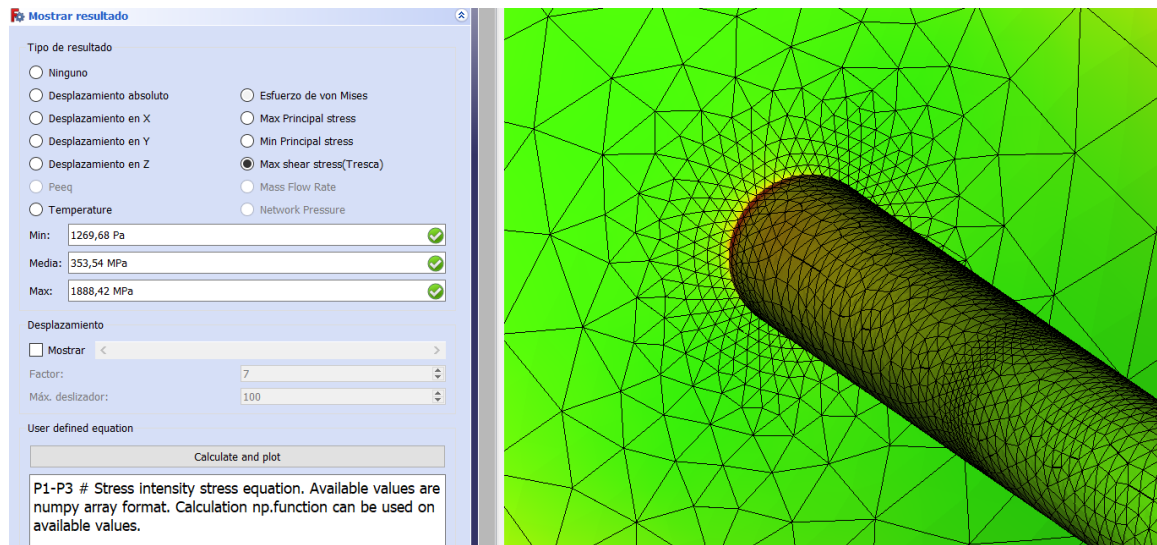 Mostrar resultado
Tipo de resultado
Ninguno
Desplazamiento absoluto Esfuerzo de von Mises
Desplazamiento en X Max Principal stress
Desplazamiento en Y Min Principal stress
Desplazamiento en Z Max shear stress(Tresca)
Peeq Mass Flow Rate
Temperature Network Pressure
Min: 1269,68 Pa
Media: 353,54 MPa
Max: 1888,42 MPa
Desplazamiento
Mostrar
Factor: 7
Máx. deslizador: 100
User defined equation
Calculate and plot
P1-P3 # Stress intensity stress equation. Available values are
numpy array format. Calculation np.function can be used on
available values.